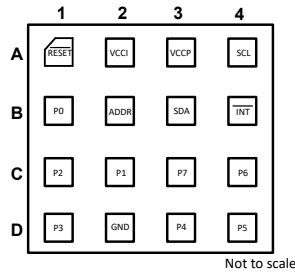 1 2 3 4
A RESET VCCI VCCP SCL
B P0 ADDR SDA INT
C P2 P1 P7 P6
D P3 GND P4 P5
Not to scale